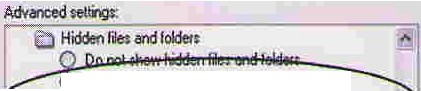 Advanced settings:
Hidden files and folders
Do not show hidden files and folders